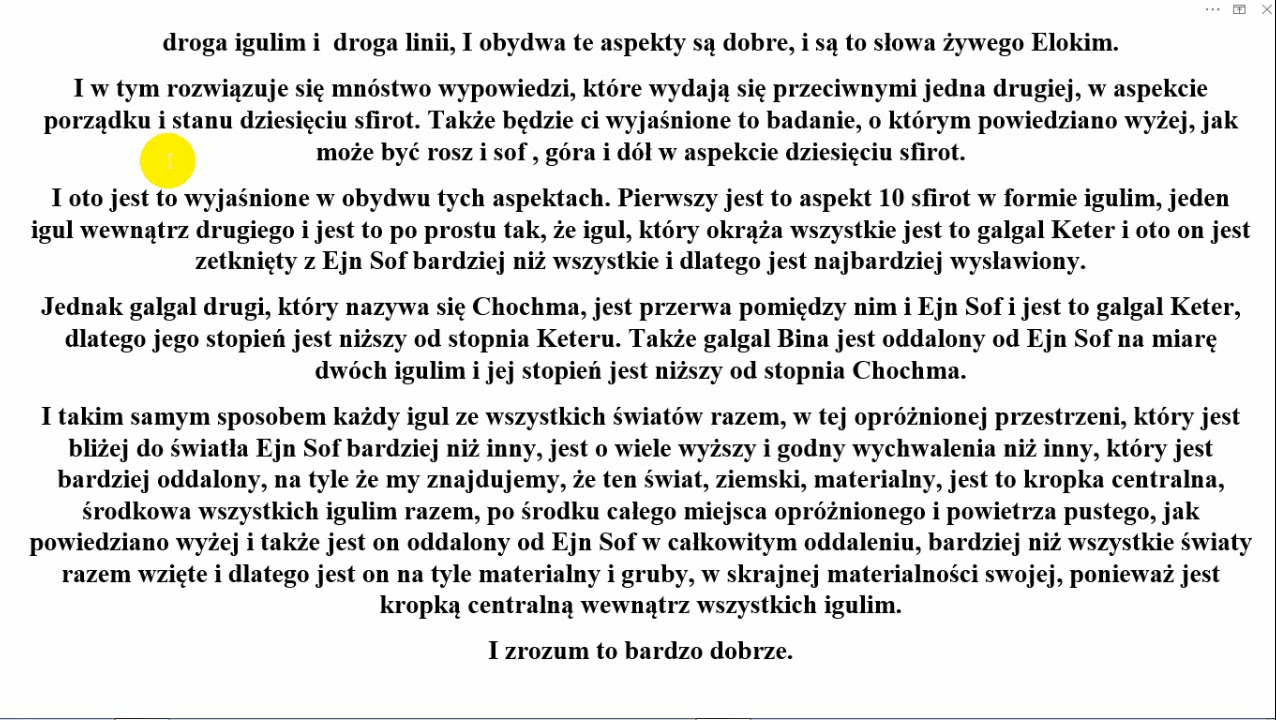 droga igulim i  droga linii, I obydwa te aspekty są dobre, i są to słowa żywego Elokim.
I w tym rozwiązuje się mnóstwo wypowiedzi, które wydają się przeciwnymi jedna drugiej, w aspekcie
porządku i stanu dziesięciu sfirot. Także będzie ci wyjaśnione to badanie, o którym powiedziano wyżej, jak
może być rosz i sof , góra i dół w aspekcie dziesięciu sfirot.
I oto jest to wyjaśnione w obydwu tych aspektach. Pierwszy jest to aspekt 10 sfirot w formie igulim, jeden
igul wewnątrz drugiego i jest to po prostu tak, że igul, który okrąża wszystkie jest to galgal Keter i oto on jest
zetknięty z Ejn Sof bardziej niż wszystkie i dlatego jest najbardziej wysławiony.
Jednak galgal drugi, który nazywa się Chochma, jest przerwa pomiędzy nim i Ejn Sof i jest to galgal Keter,
dlatego jego stopień jest niższy od stopnia Keteru. Także galgal Bina jest oddalony od Ejn Sof na miarę
dwóch igulim i jej stopień jest niższy od stopnia Chochma.
I takim samym sposobem każdy igul ze wszystkich światów razem, w tej opróżnionej przestrzeni, który jest
bliżej do światła Ejn Sof bardziej niż inny, jest o wiele wyższy i godny wychwalenia niż inny, który jest
bardziej oddalony, na tyle że my znajdujemy, że ten świat, ziemski, materialny, jest to kropka centralna,
środkowa wszystkich igulim razem, po środku całego miejsca opróżnionego i powietrza pustego, jak
powiedziano wyżej i także jest on oddalony od Ejn Sof w całkowitym oddaleniu, bardziej niż wszystkie światy
razem wzięte i dlatego jest on na tyle materialny i gruby, w skrajnej materialności swojej, ponieważ jest
kropką centralną wewnątrz wszystkich igulim.
I zrozum to bardzo dobrze.